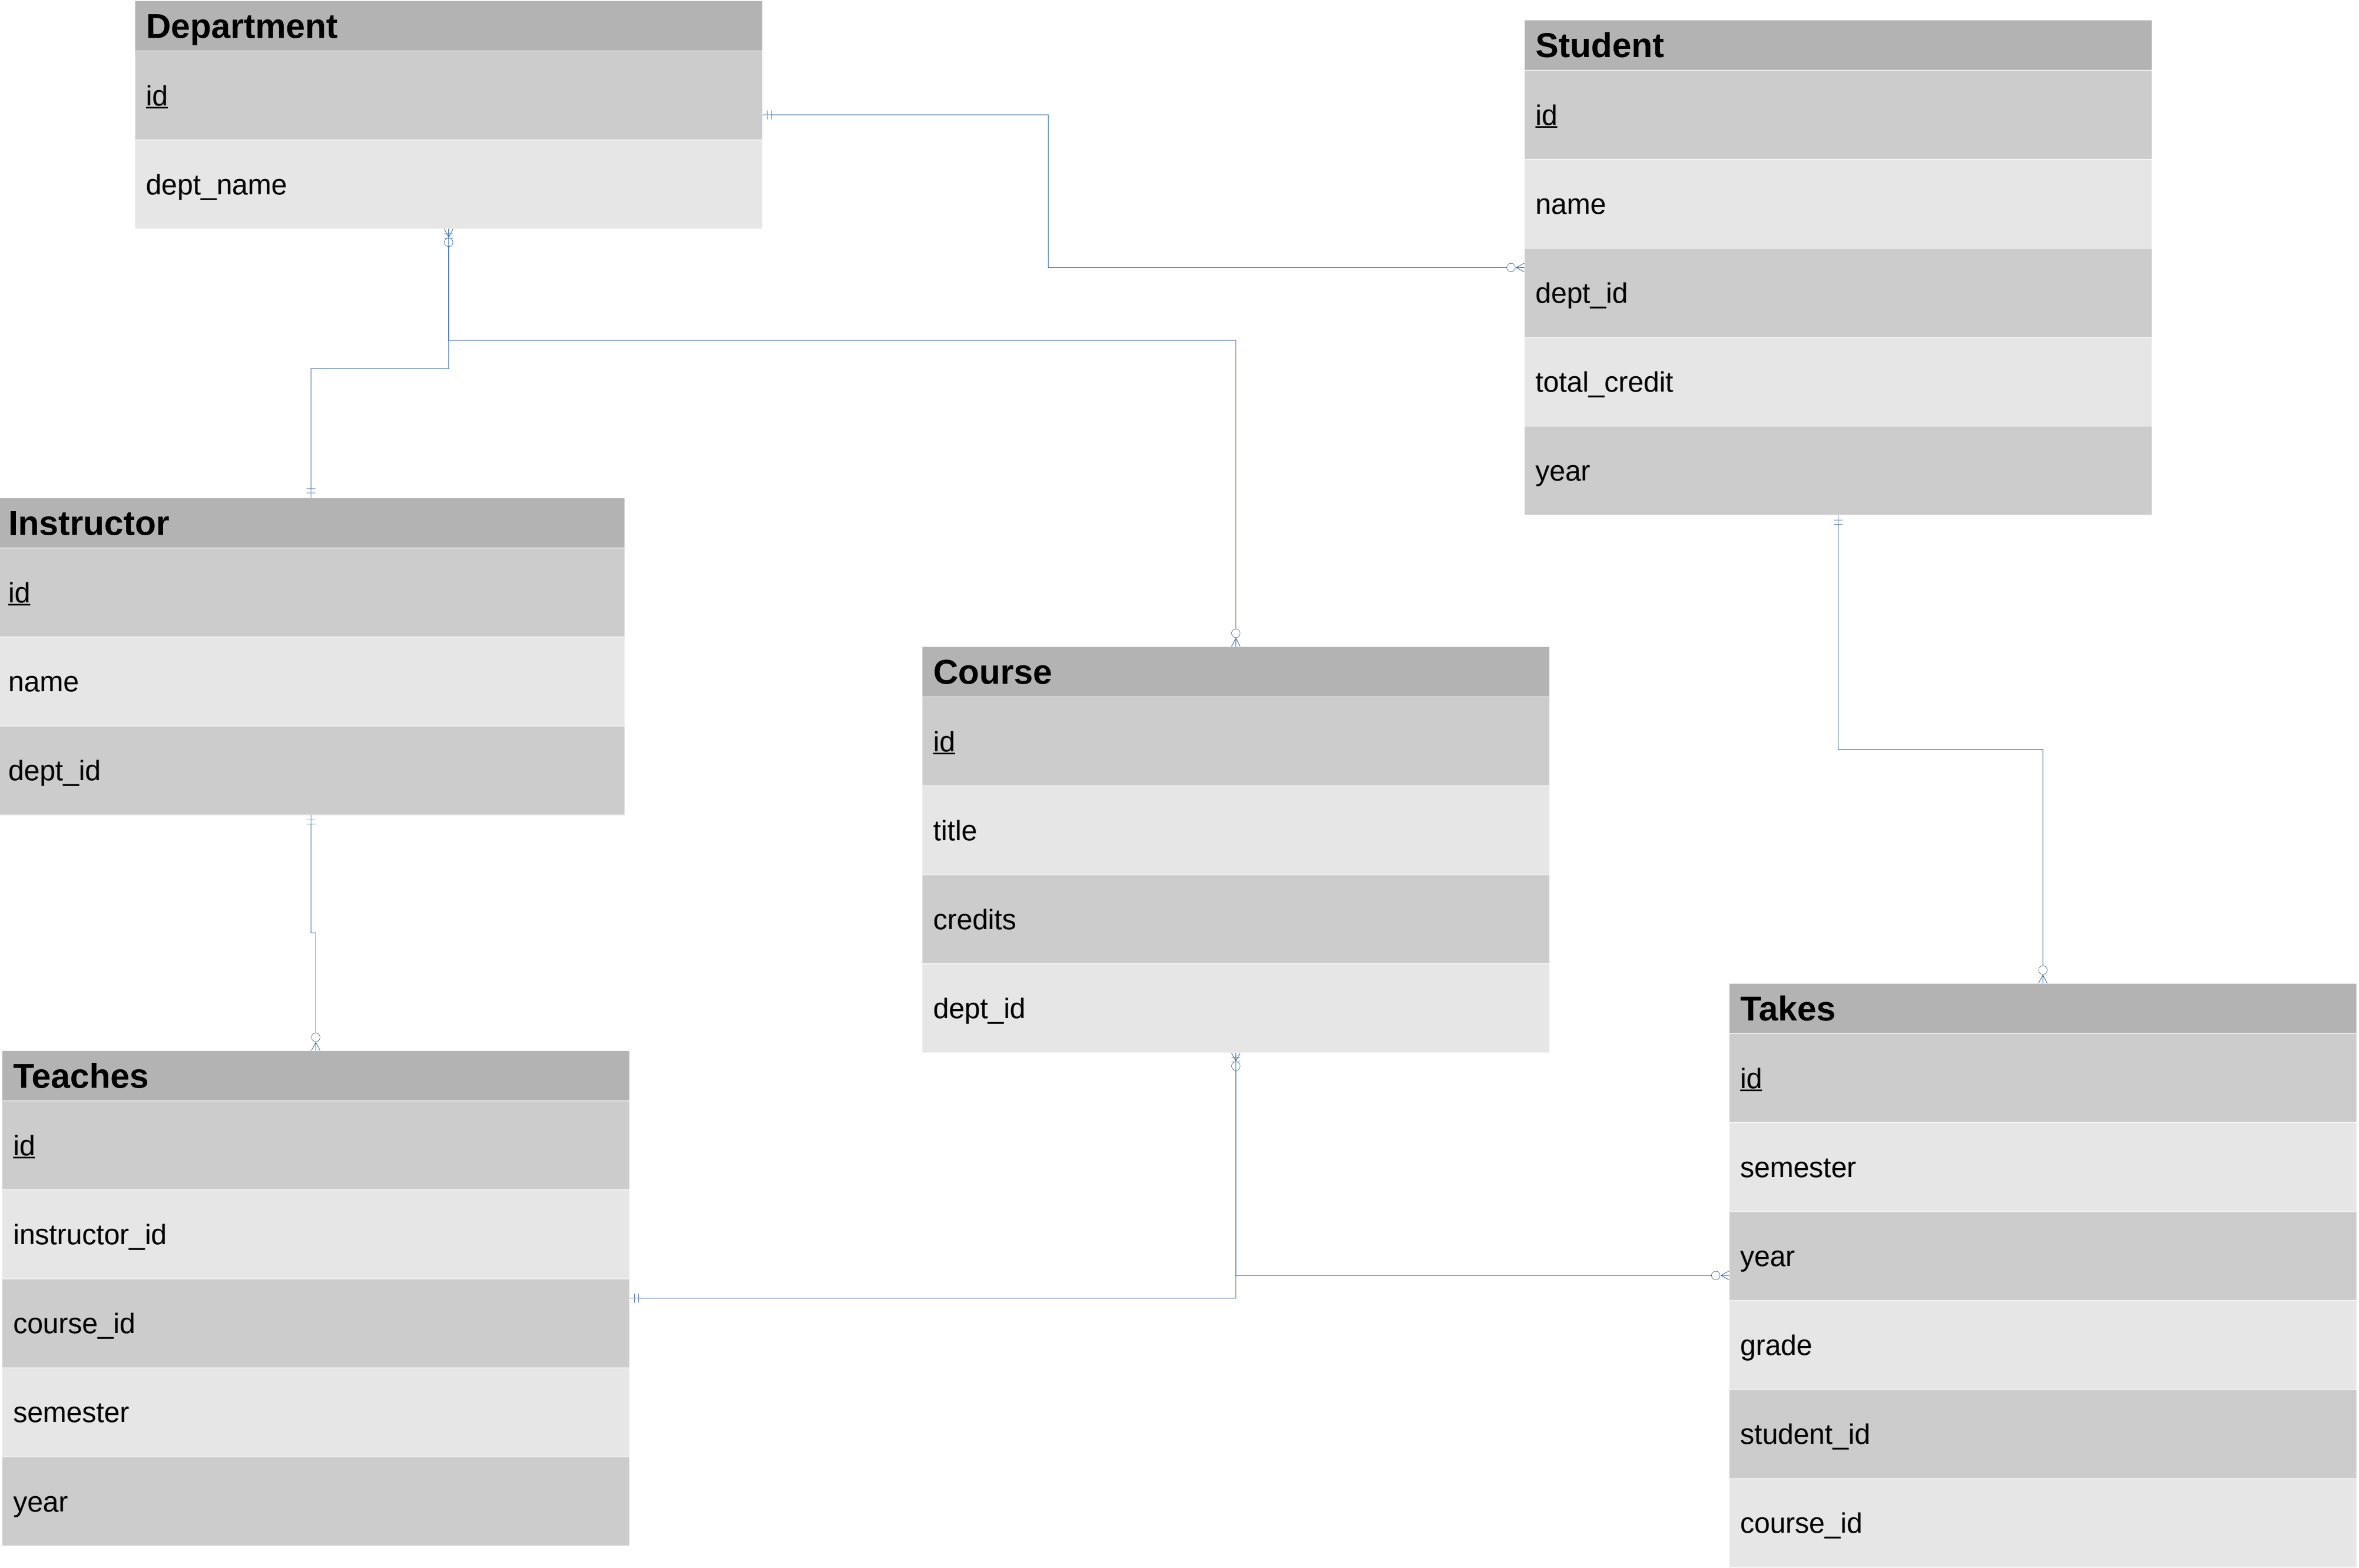 Department
id
dept_name
Student
id
name
dept_id
total_credit
year
Instructor
id
name
dept_id
Course
id
title
credits
dept_id
Teaches
id
instructor_id
course_id
semester
year
Takes
id
semester
year
grade
student_id
course_id